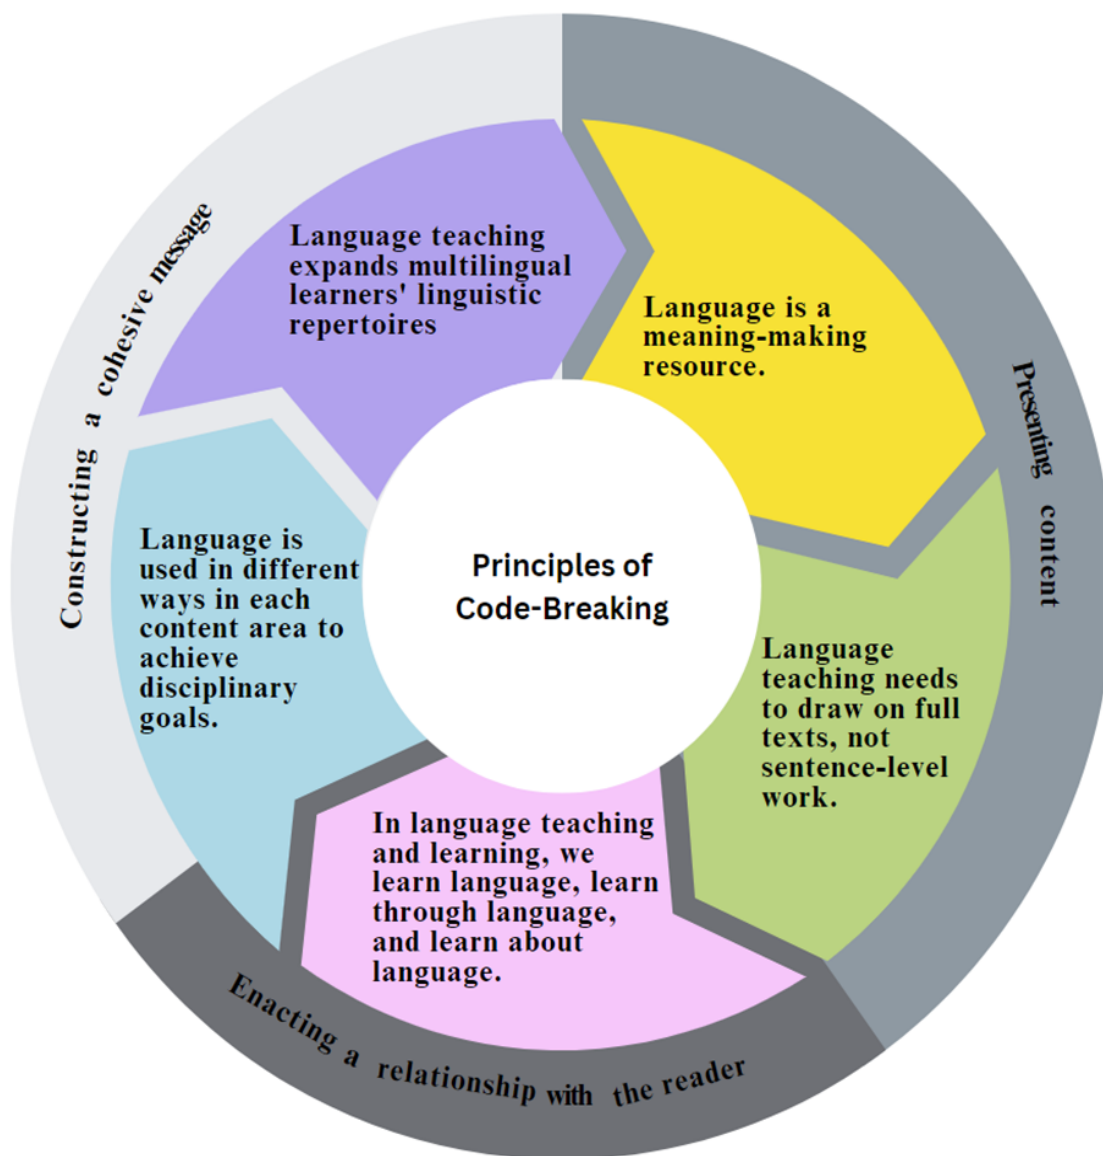 Principles of
Code-Breaking
Language is a
meaning-making
resource.
Language
teaching needs
to draw on full
texts, not
sentence-level
work.
In language teaching
and learning, we
learn language, learn
through language,
and learn about
language.
Language is
used in different
ways in each
content area to
achieve
disciplinary
goals.
Language teaching
expands multilingual
learners' linguistic
repertoires
Presenting content
Enacting a relationship with the reader
Constructing a cohesive message